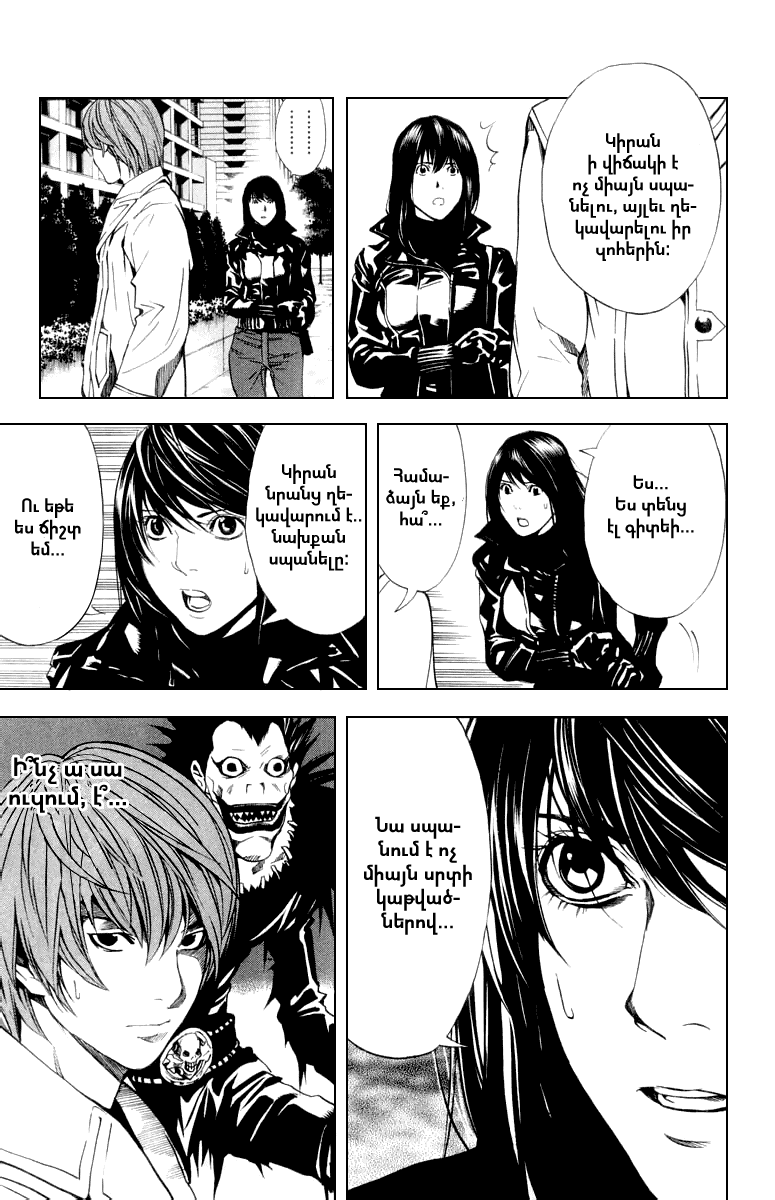 Կիրան
ի վիճակի է
ոչ միայն սպա-
նելու, այլեւ ղե-
կավարելու իր
զոհերին:
........
........
Ես...
Ես տենց
էլ գիտեի...
Համա-
ձայն եք,
հա՞...
Կիրան
նրանց ղե-
կավարում է..
նախքան
սպանելը:
Ու եթե
ես ճիշտ
եմ...
Նա սպա-
նում է ոչ
միայն սրտի
կաթված-
ներով...
Ի՞նչ ա սա
ուզում, է՞...